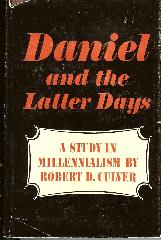 Daniel
and the
Latter Days
A STUDY IN
MILLENNIALISM BY
ROBERT D. CULVER